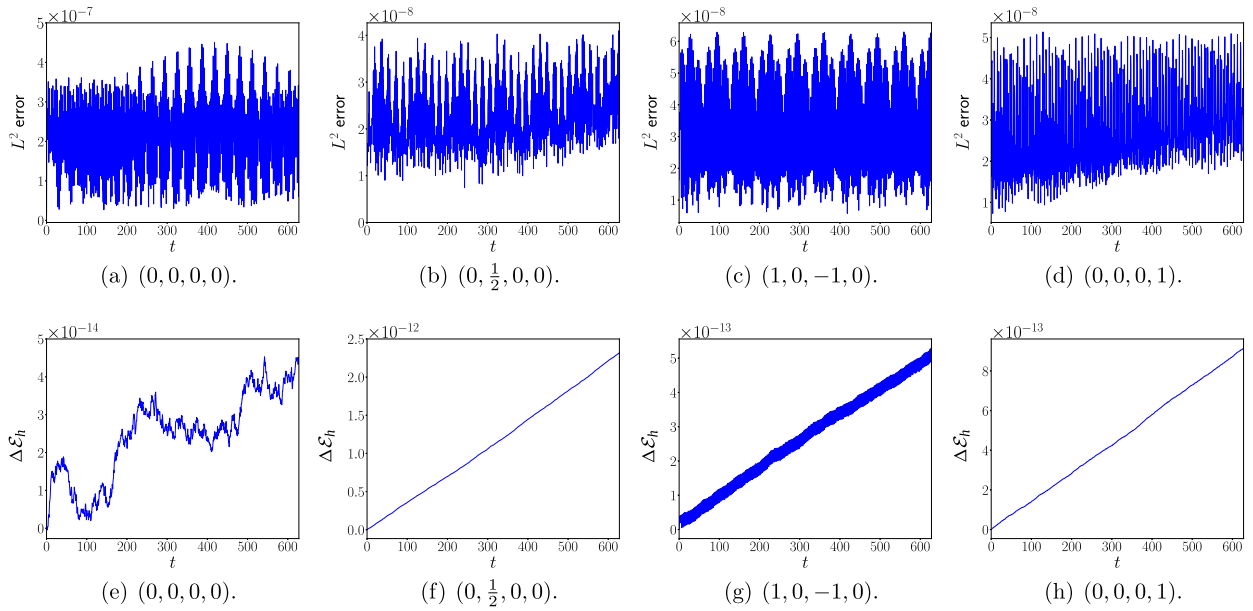 ×10⁻⁷
5
4
3
2
1
0
L² error
0 100 200 300 400 500 600
t
(a) (0, 0, 0, 0).
×10⁻⁸
4
3
2
1
0
L² error
0 100 200 300 400 500 600
t
(b) (0, 1/2, 0, 0).
×10⁻⁸
6
5
4
3
2
1
L² error
0 100 200 300 400 500 600
t
(c) (1, 0, −1, 0).
×10⁻⁸
5
4
3
2
1
L² error
0 100 200 300 400 500 600
t
(d) (0, 0, 0, 1).
×10⁻¹⁴
5
4
3
2
1
0
Δℰₕ
0 100 200 300 400 500 600
t
(e) (0, 0, 0, 0).
×10⁻¹²
2.5
2.0
1.5
1.0
0.5
0.0
Δℰₕ
0 100 200 300 400 500 600
t
(f) (0, 1/2, 0, 0).
×10⁻¹³
5
4
3
2
1
0
Δℰₕ
0 100 200 300 400 500 600
t
(g) (1, 0, −1, 0).
×10⁻¹³
8
6
4
2
0
Δℰₕ
0 100 200 300 400 500 600
t
(h) (0, 0, 0, 1).